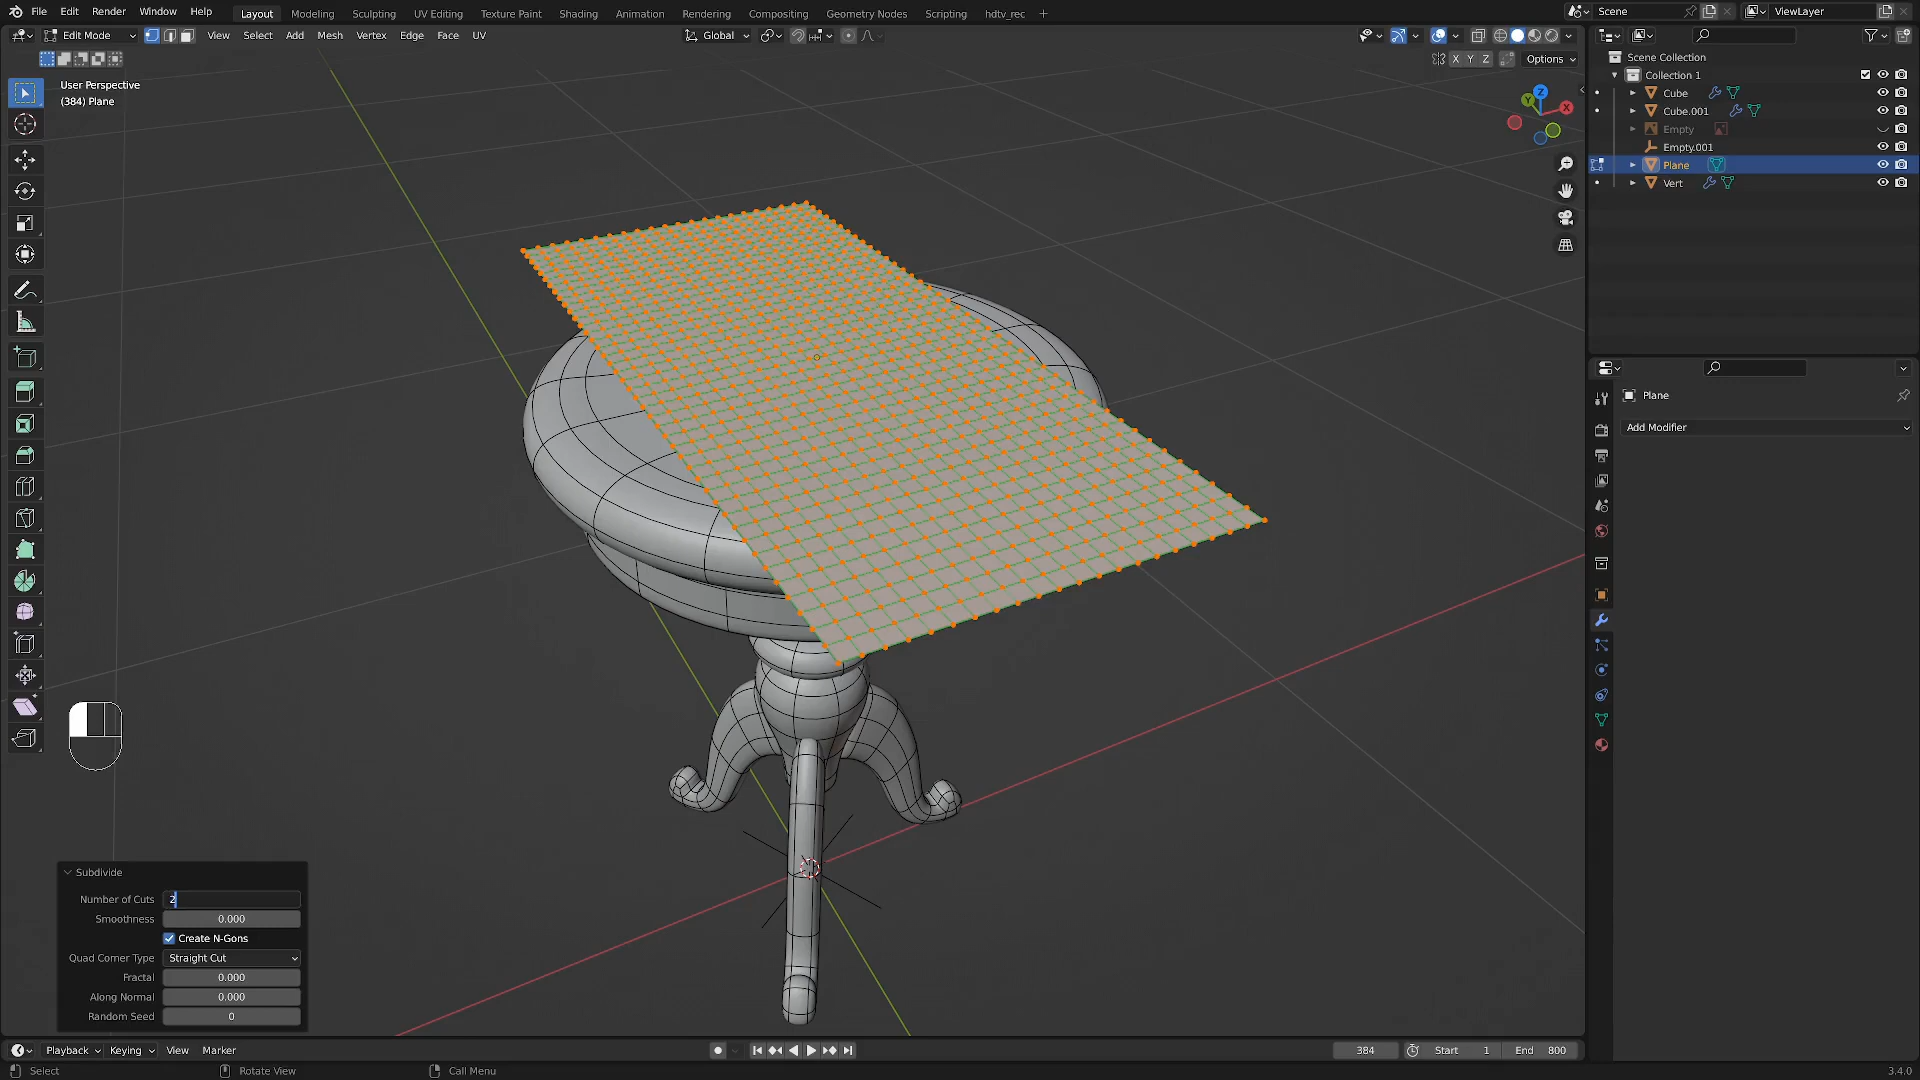 File Edit Render Window Help Layout Modeling Sculpting UV Editing Texture Paint Shading Animation Rendering Compositing Geometry Nodes Scripting hdtv_rec Scene ViewLayer
Edit Mode View Select Add Mesh Vertex Edge Face UV Global
X Y Z Options
User Perspective
(384) Plane
Z
Y
X
Scene Collection
Collection 1
Cube
Cube.001
Empty
Empty.001
Plane
Vert
Plane
Add Modifier
Subdivide
Number of Cuts 2
Smoothness 0.000
Create N-Gons
Quad Corner Type Straight Cut
Fractal 0.000
Along Normal 0.000
Random Seed 0
Playback Keying View Marker 384 Start 1 End 800
Select Rotate View Call Menu 3.4.0